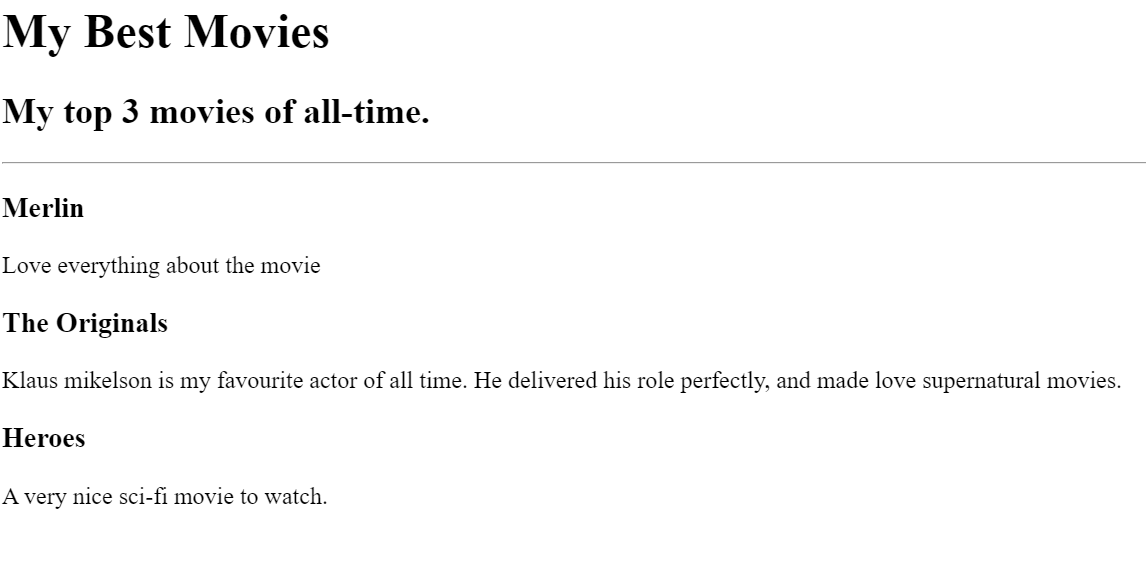 My Best Movies
My top 3 movies of all-time.
Merlin
Love everything about the movie
The Originals
Klaus mikelson is my favourite actor of all time. He delivered his role perfectly, and made love supernatural movies.
Heroes
A very nice sci-fi movie to watch.